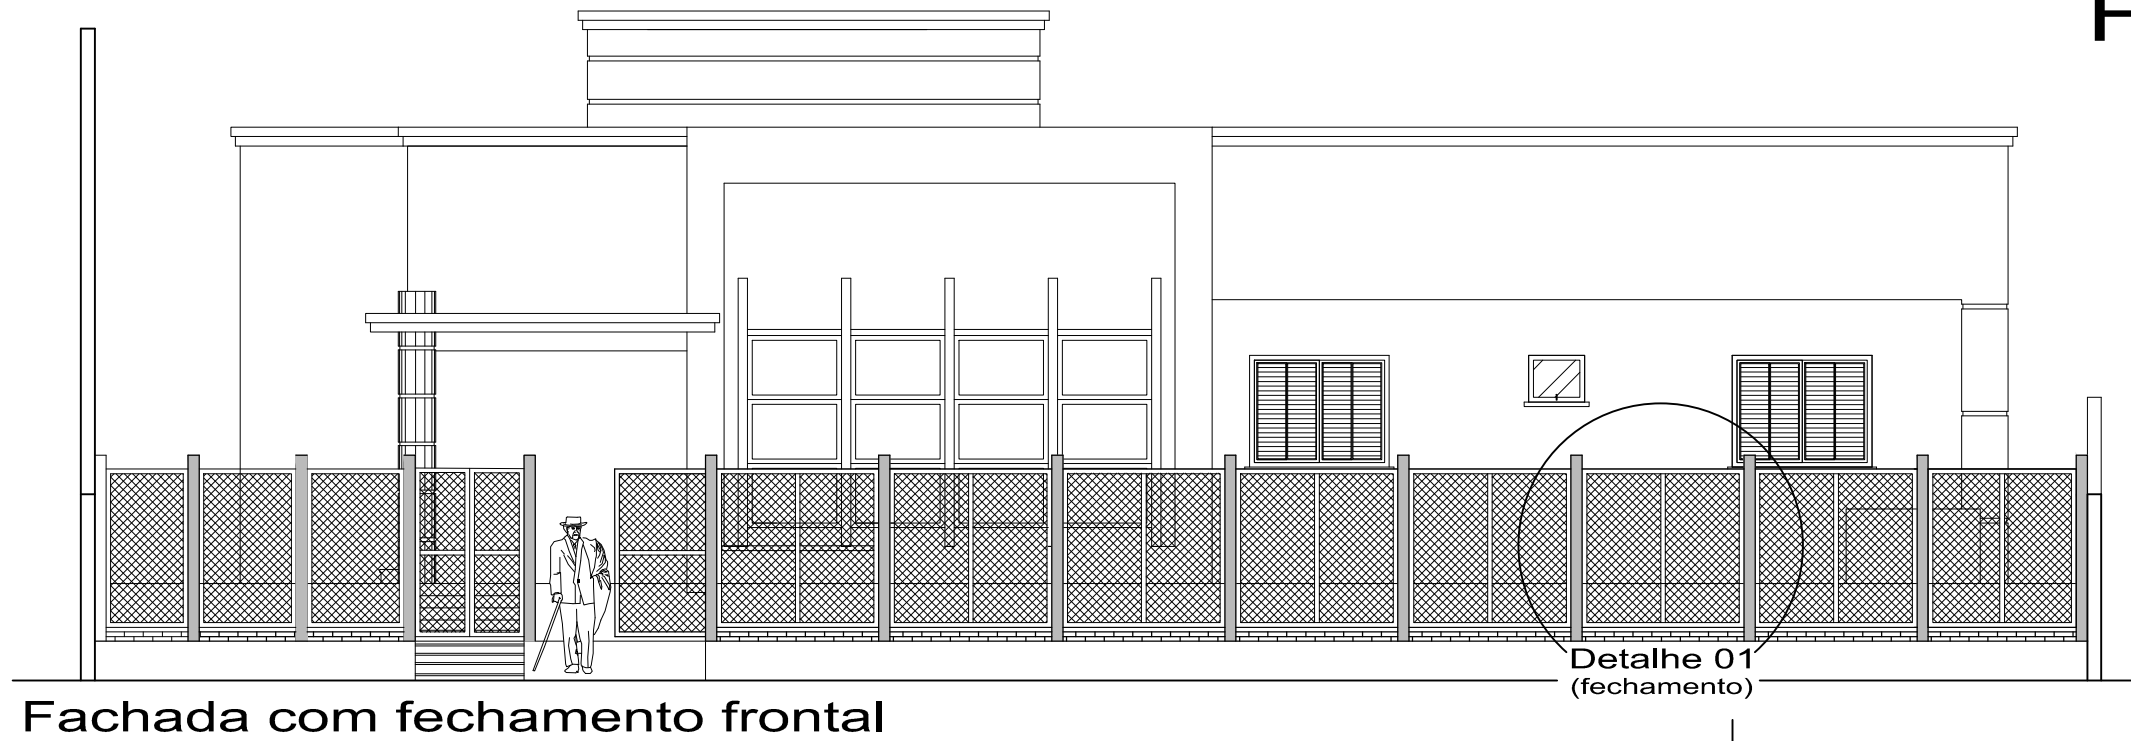 Detalhe 01
(fechamento)
Fachada com fechamento frontal